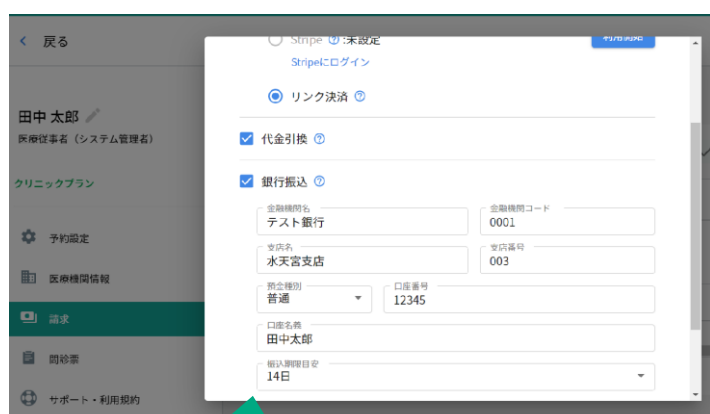 戻る
田中 太郎
医療従事者（システム管理者）
クリニックプラン
予約設定
医療機関情報
請求
問診票
サポート・利用規約
Stripe :未設定
利用開始
Stripeにログイン
リンク決済
代金引換
銀行振込
金融機関名
テスト銀行
金融機関コード
0001
支店名
水天宮支店
支店番号
003
預金種別
普通
口座番号
12345
口座名義
田中太郎
振込期限目安
14日